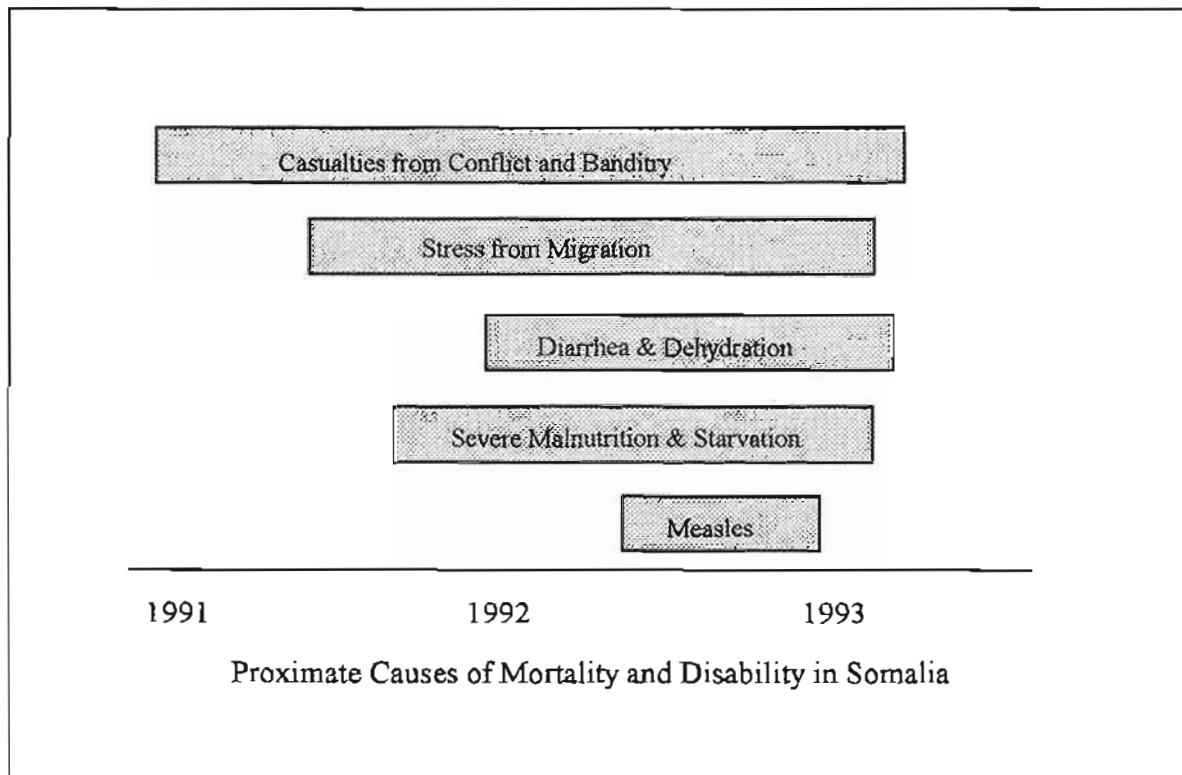 Casualties from Conflict and Banditry
Stress from Migration
Diarrhea & Dehydration
Severe Malnutrition & Starvation
Measles
1991 1992 1993
Proximate Causes of Mortality and Disability in Somalia